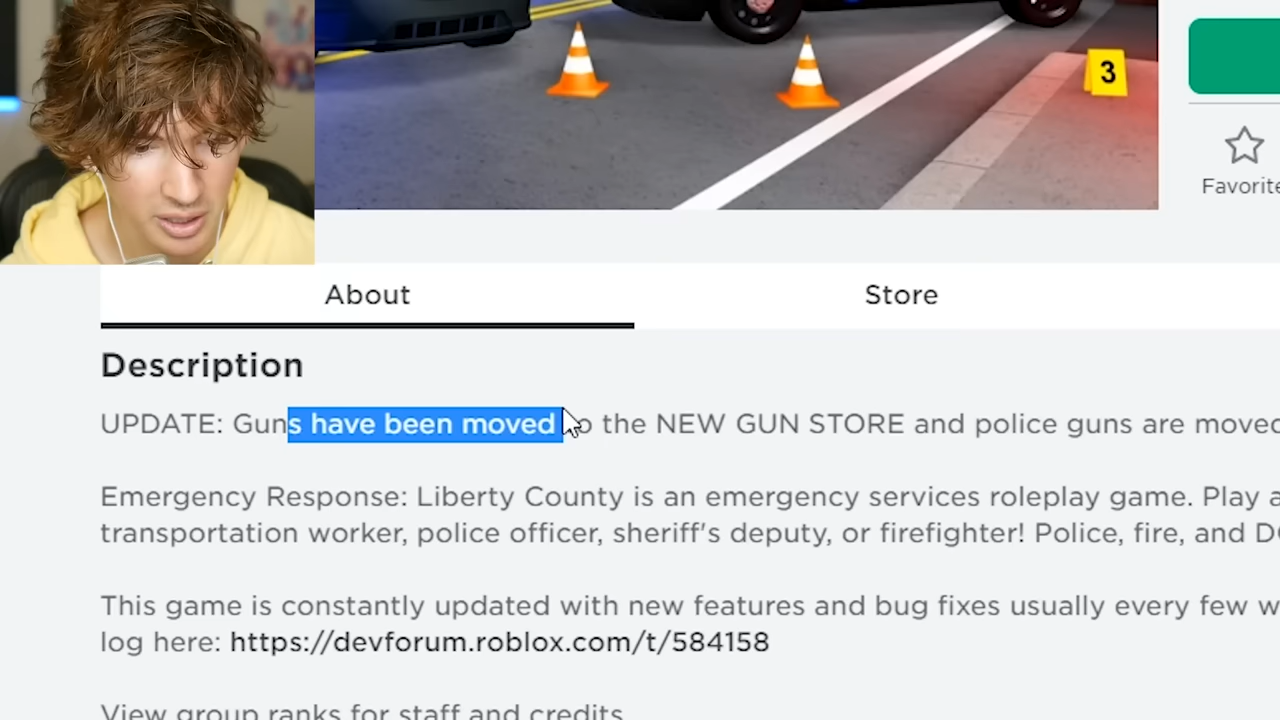 3
Favorite
About
Store
Description
UPDATE: Guns have been moved to the NEW GUN STORE and police guns are moved
Emergency Response: Liberty County is an emergency services roleplay game. Play a
transportation worker, police officer, sheriff's deputy, or firefighter! Police, fire, and DO
This game is constantly updated with new features and bug fixes usually every few w
log here: https://devforum.roblox.com/t/584158
View group ranks for staff and credits